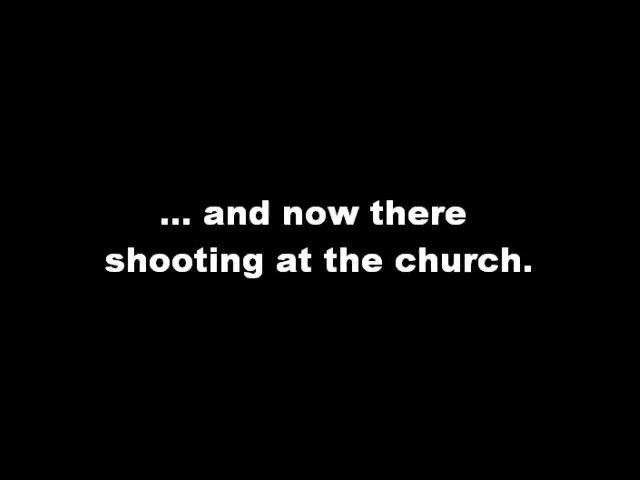 ... and now there
shooting at the church.